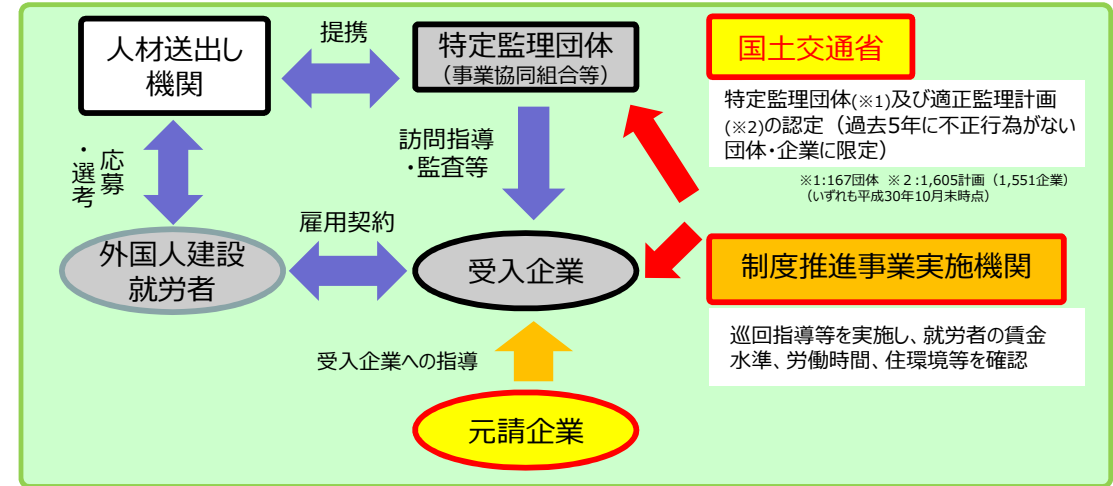 人材送出し
機関
提携
特定監理団体
（事業協同組合等）
国土交通省
特定監理団体(※1)及び適正監理計画
(※2)の認定（過去5年に不正行為がない
団体・企業に限定）
※1:167団体 ※２:1,605計画（1,551企業）
（いずれも平成30年10月末時点）
応募
・選考
訪問指導
・監査等
雇用契約
外国人建設
就労者
受入企業
制度推進事業実施機関
巡回指導等を実施し、就労者の賃金
水準、労働時間、住環境等を確認
受入企業への指導
元請企業